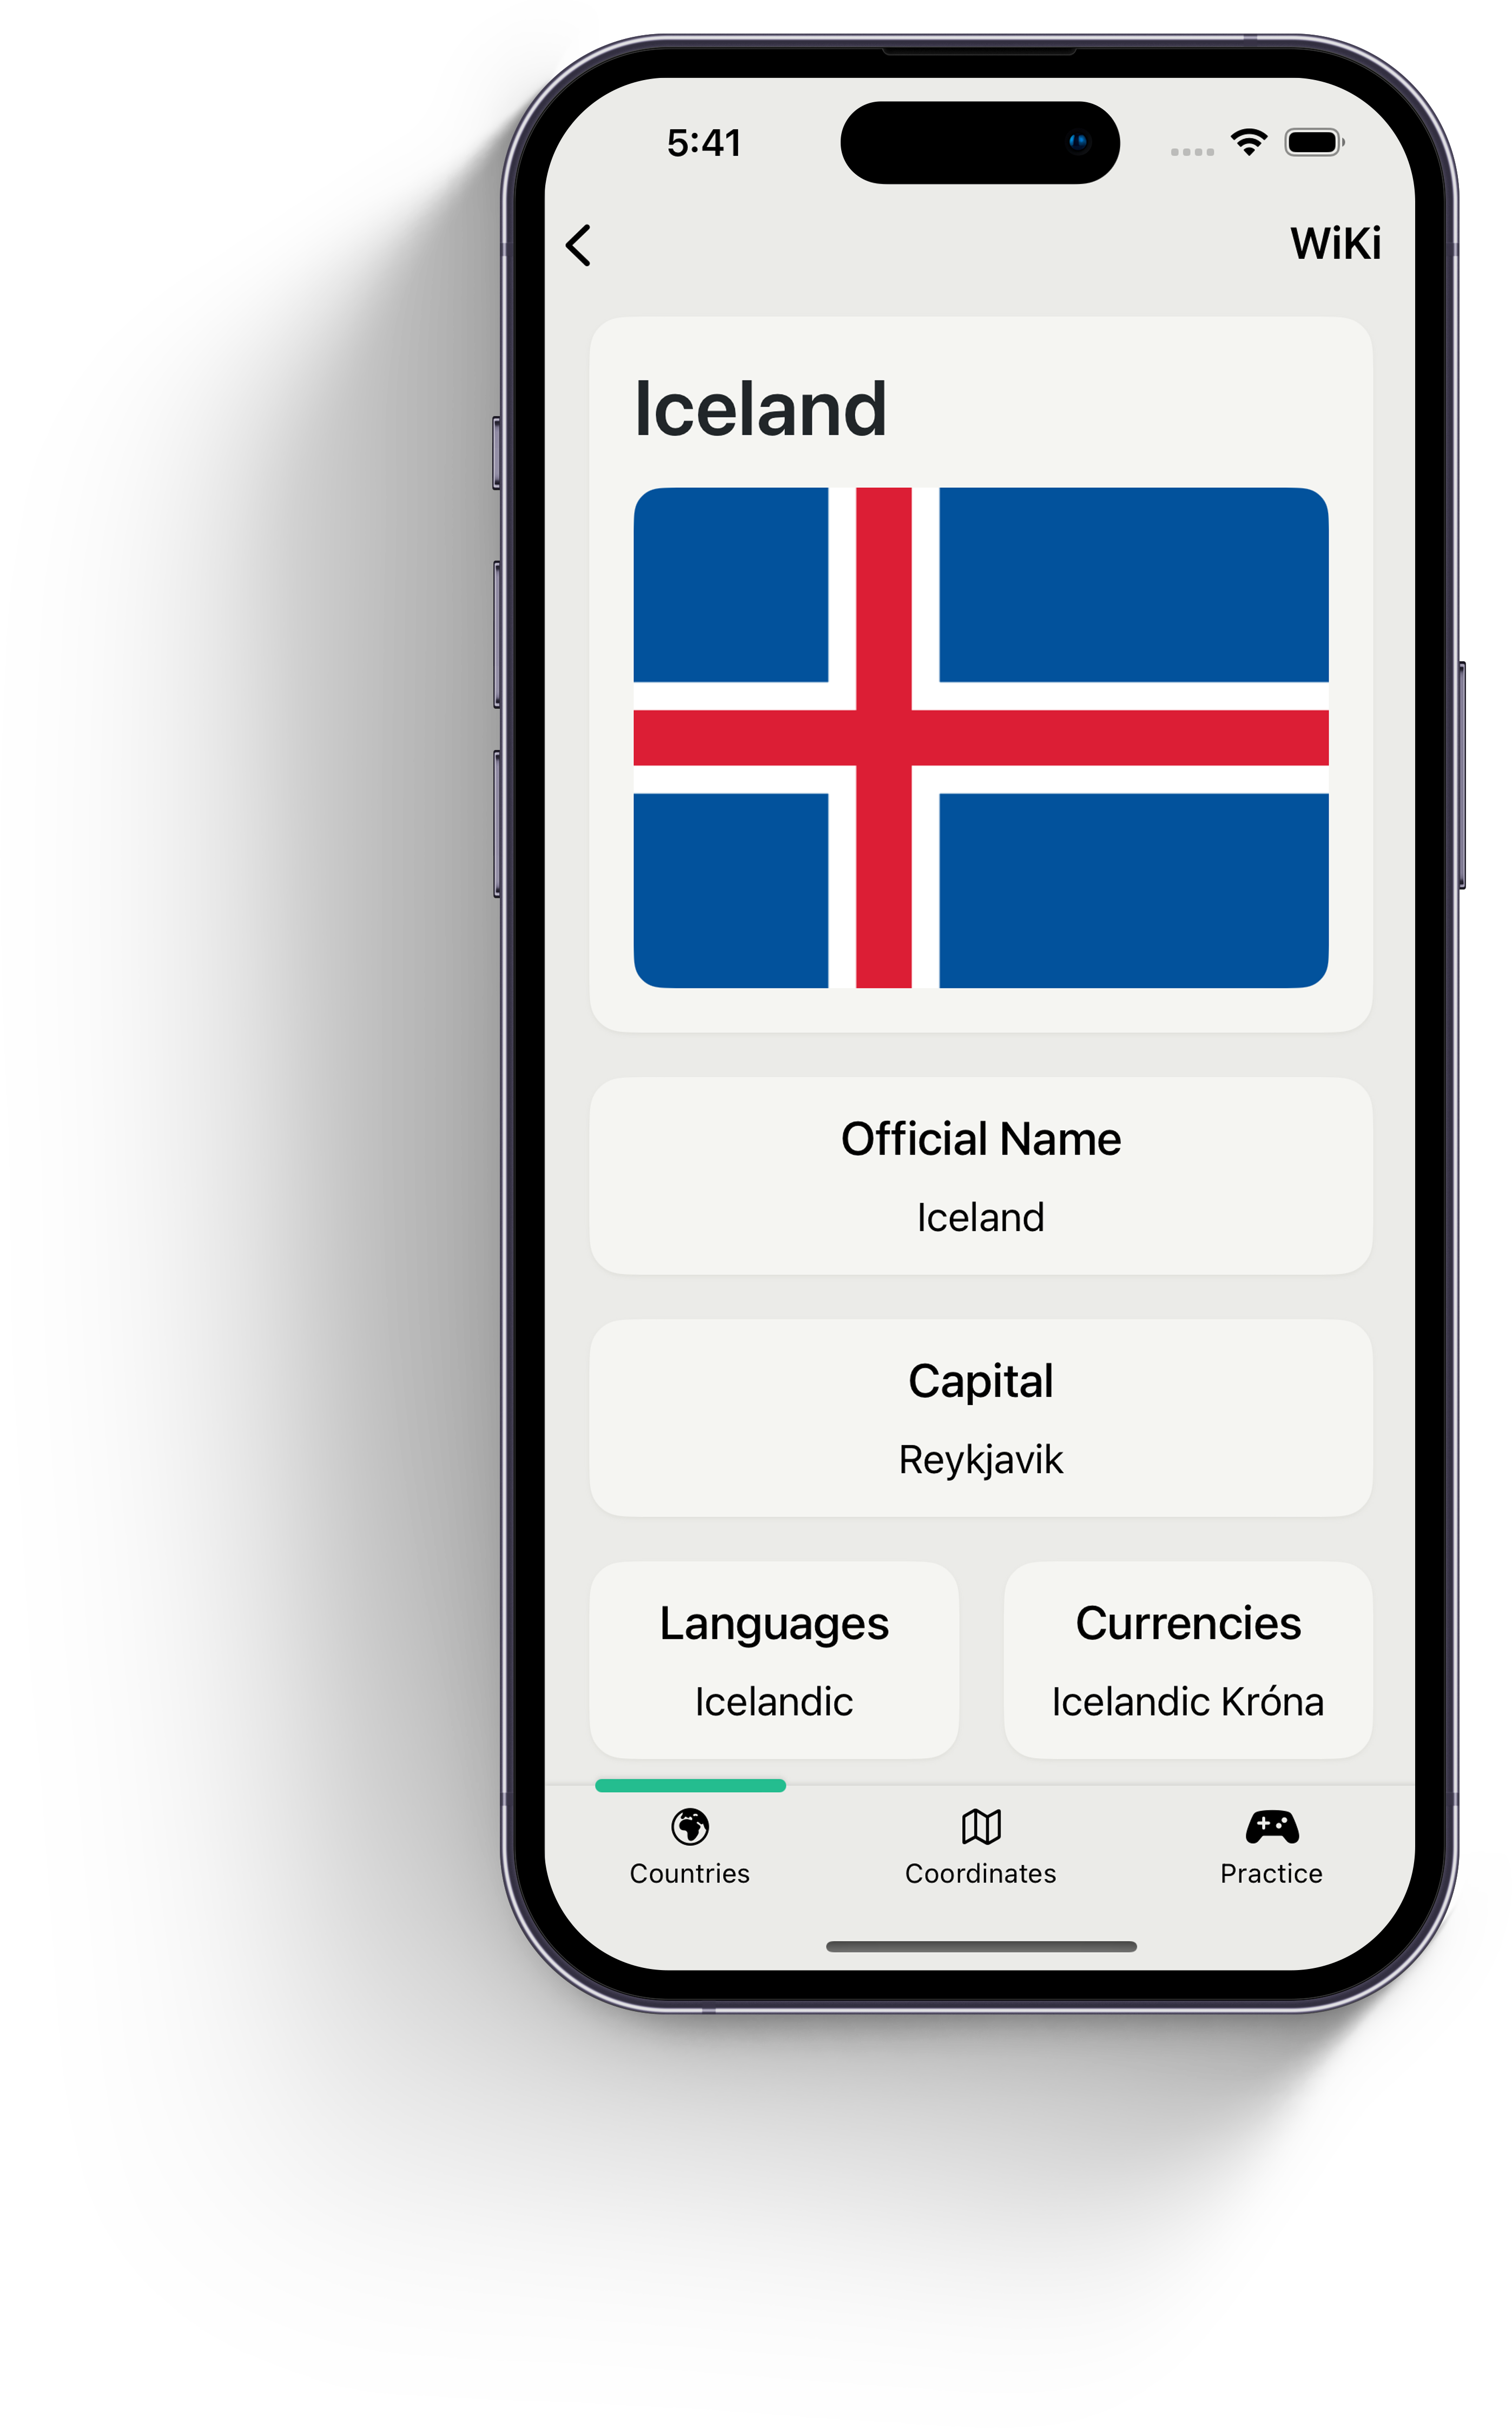 5:41
WiKi
Iceland
Official Name
Iceland
Capital
Reykjavik
Languages
Icelandic
Currencies
Icelandic Króna
Countries
Coordinates
Practice